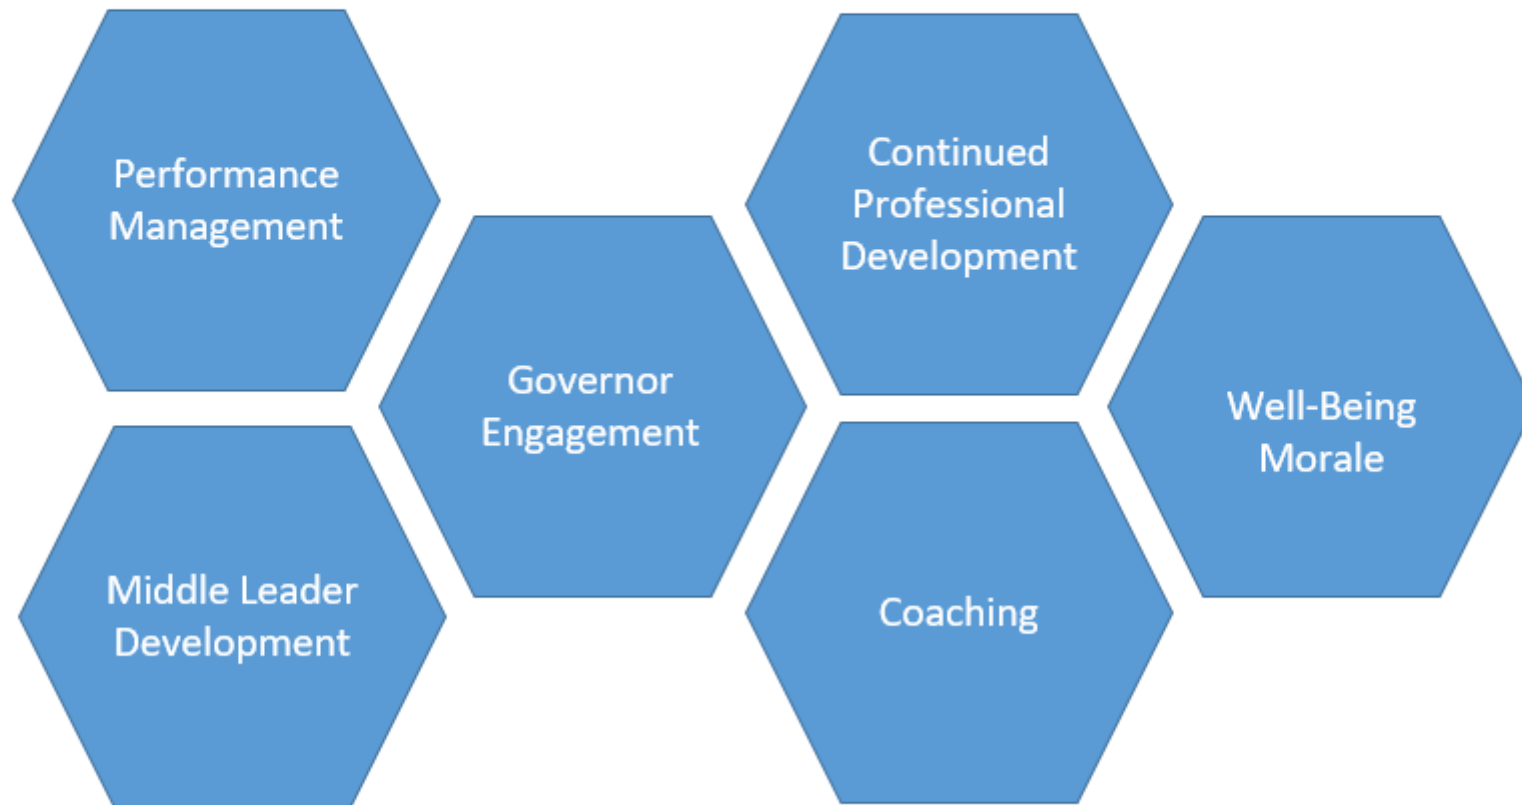 Performance
Management
Continued
Professional
Development
Governor
Engagement
Well-Being
Morale
Middle Leader
Development
Coaching